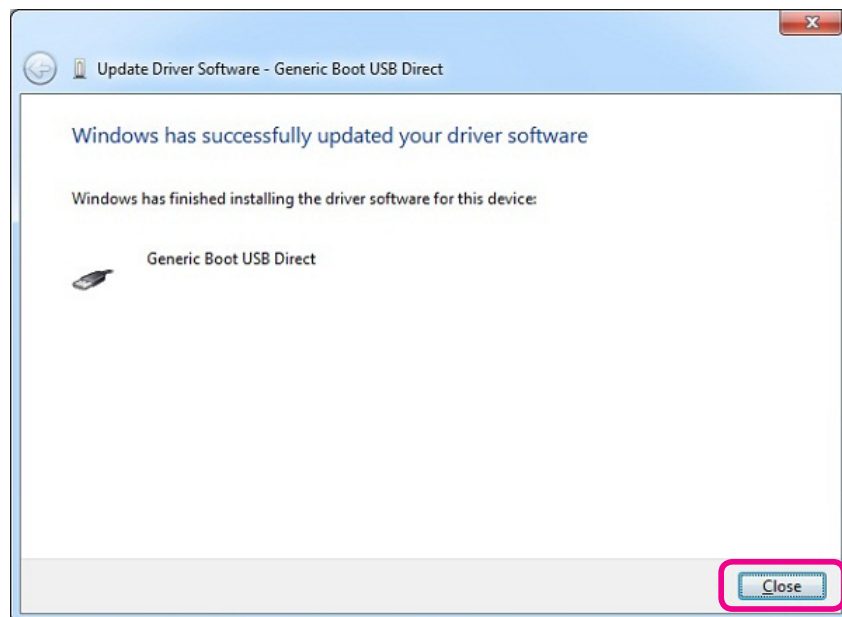 Update Driver Software - Generic Boot USB Direct
Windows has successfully updated your driver software
Windows has finished installing the driver software for this device:
Generic Boot USB Direct
Close